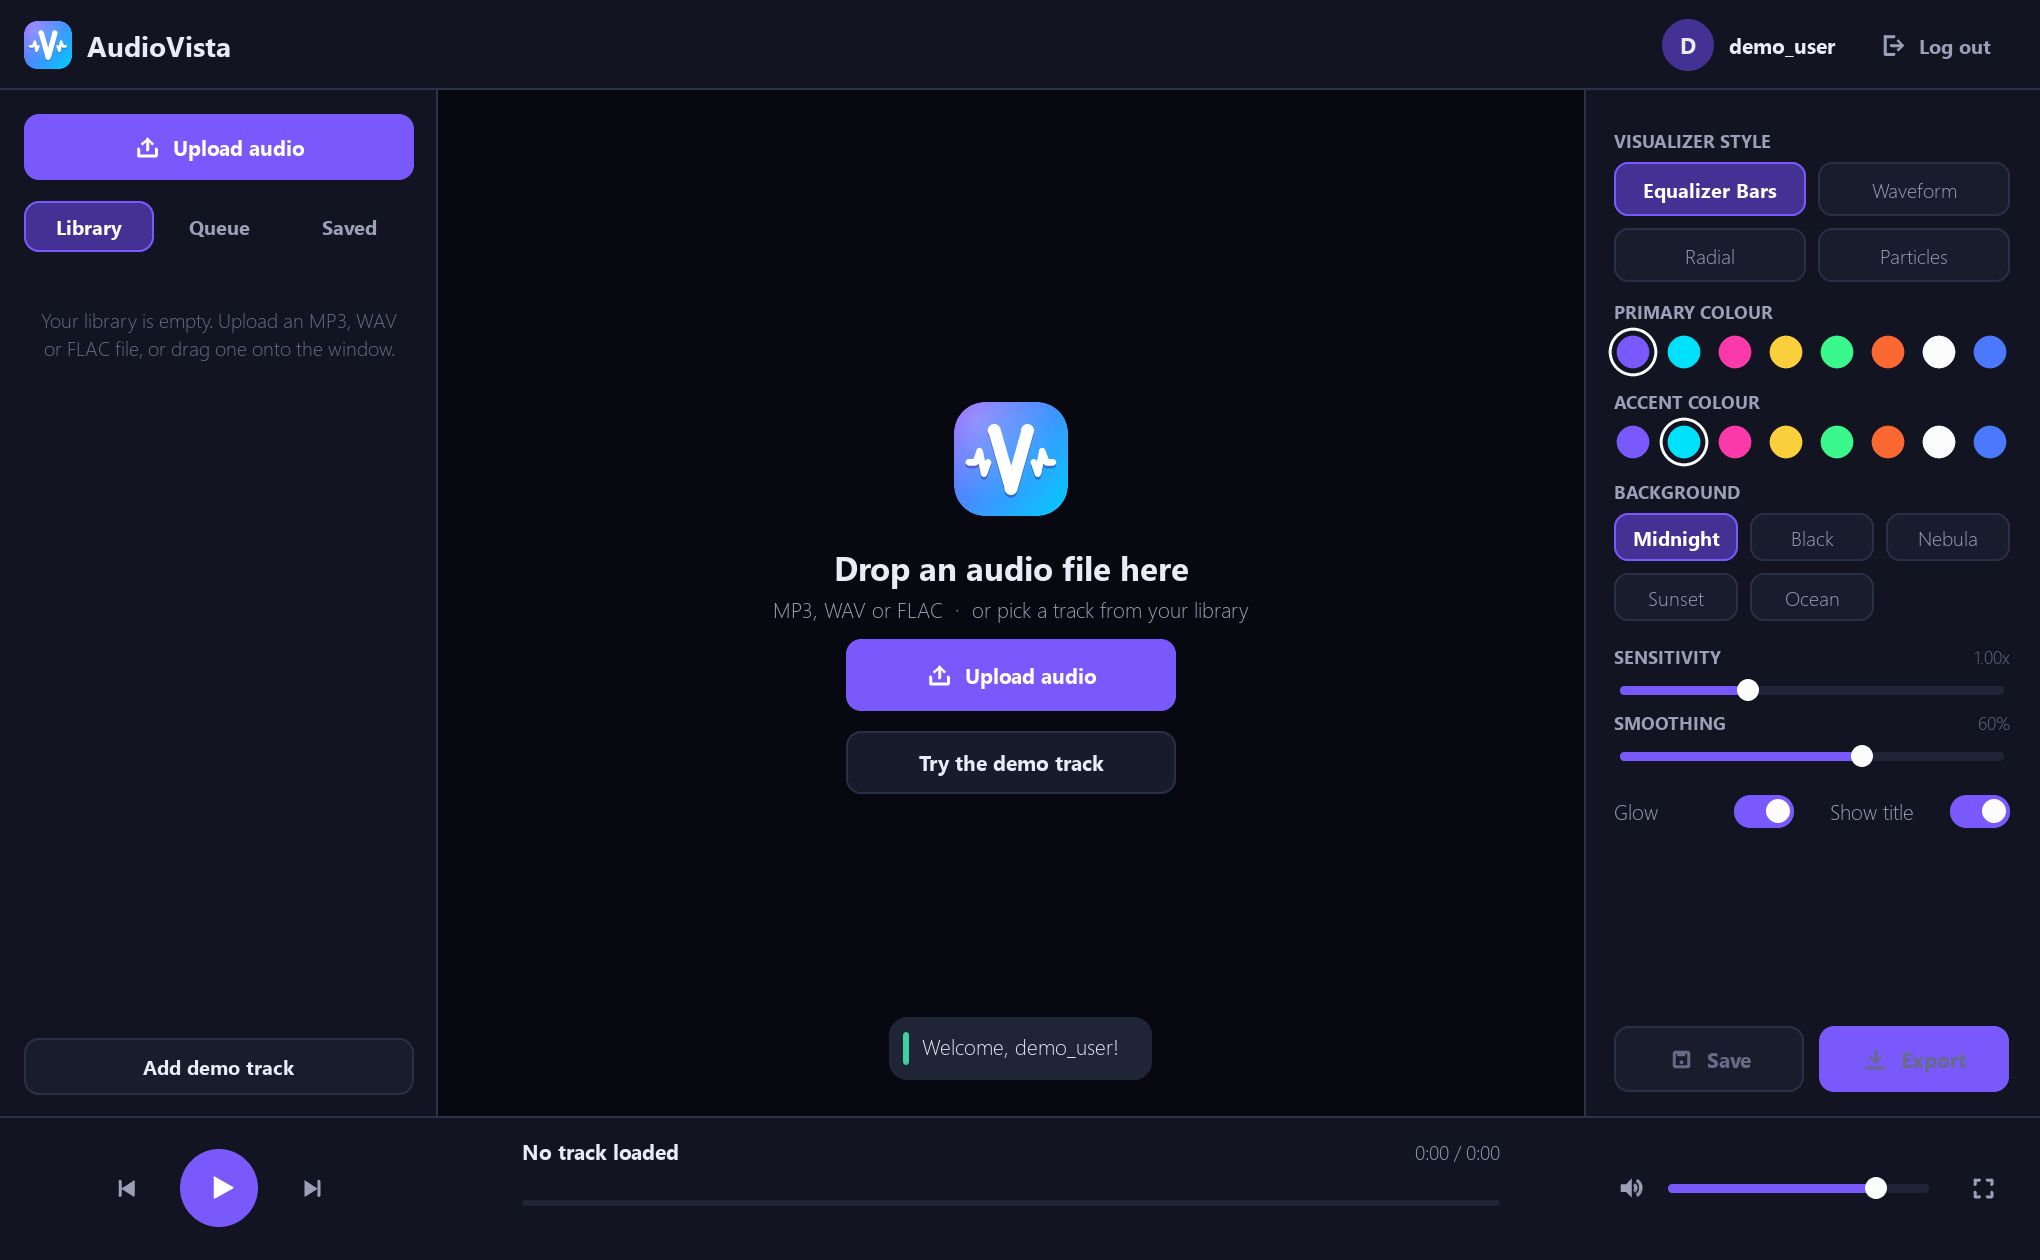 AudioVista
D
demo_user
Log out
Upload audio
Library
Queue
Saved
Your library is empty. Upload an MP3, WAV
or FLAC file, or drag one onto the window.
Add demo track
Drop an audio file here
MP3, WAV or FLAC · or pick a track from your library
Upload audio
Try the demo track
Welcome, demo_user!
VISUALIZER STYLE
Equalizer Bars
Waveform
Radial
Particles
PRIMARY COLOUR
ACCENT COLOUR
BACKGROUND
Midnight
Black
Nebula
Sunset
Ocean
SENSITIVITY
1.00x
SMOOTHING
60%
Glow
Show title
Save
Export
No track loaded
0:00 / 0:00